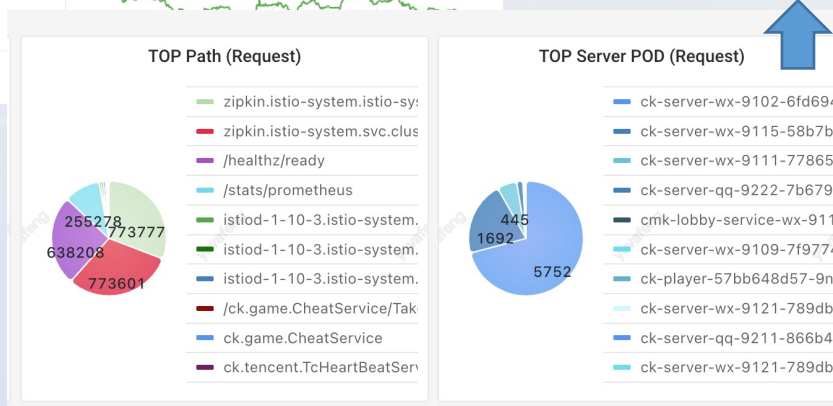 TOP Path (Request)
zipkin.istio-system.istio-sys
zipkin.istio-system.svc.clus
/healthz/ready
/stats/prometheus
istiod-1-10-3.istio-system.
istiod-1-10-3.istio-system.
istiod-1-10-3.istio-system.
/ck.game.CheatService/Tak
ck.game.CheatService
ck.tencent.TcHeartBeatServ
255278
773777
638208
773601
TOP Server POD (Request)
ck-server-wx-9102-6fd694
ck-server-wx-9115-58b7b
ck-server-wx-9111-77865
ck-server-qq-9222-7b679
cmk-lobby-service-wx-911
ck-server-wx-9109-7f9774
ck-player-57bb648d57-9n
ck-server-wx-9121-789db
ck-server-qq-9211-866b4
ck-server-wx-9121-789db
445
1692
5752